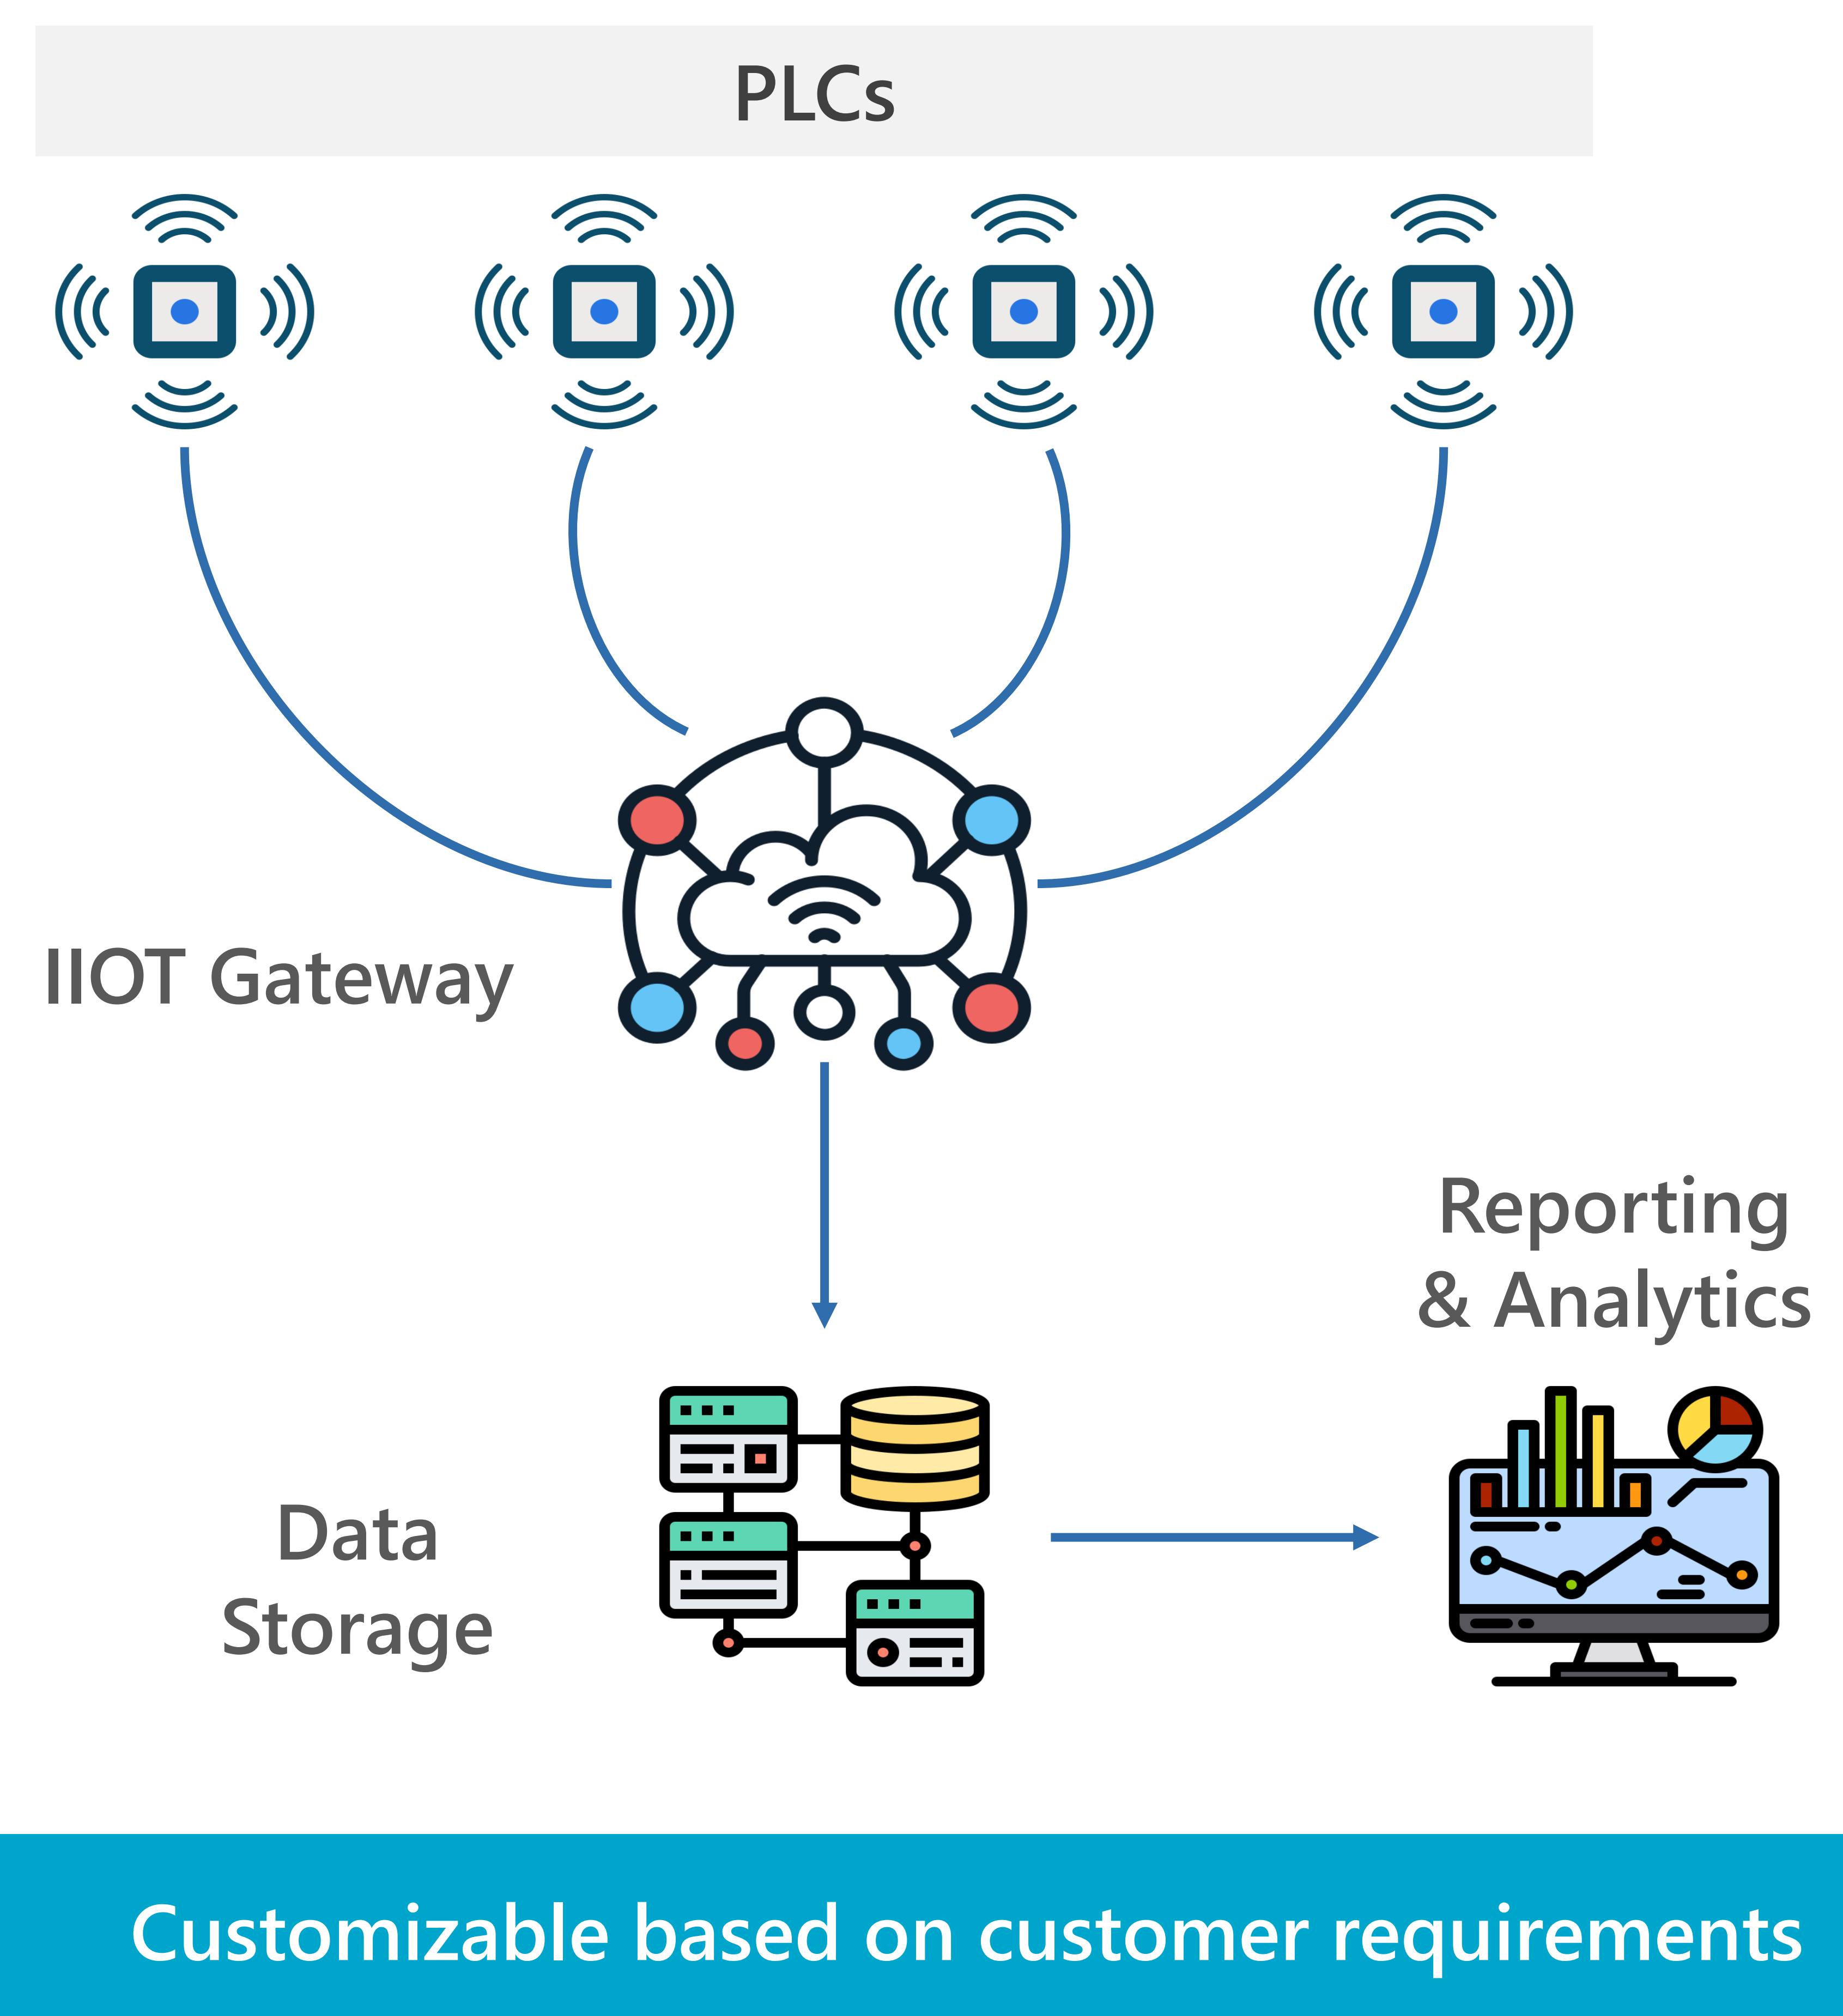 PLCs
IIOT Gateway
Reporting
& Analytics
Data
Storage
Customizable based on customer requirements